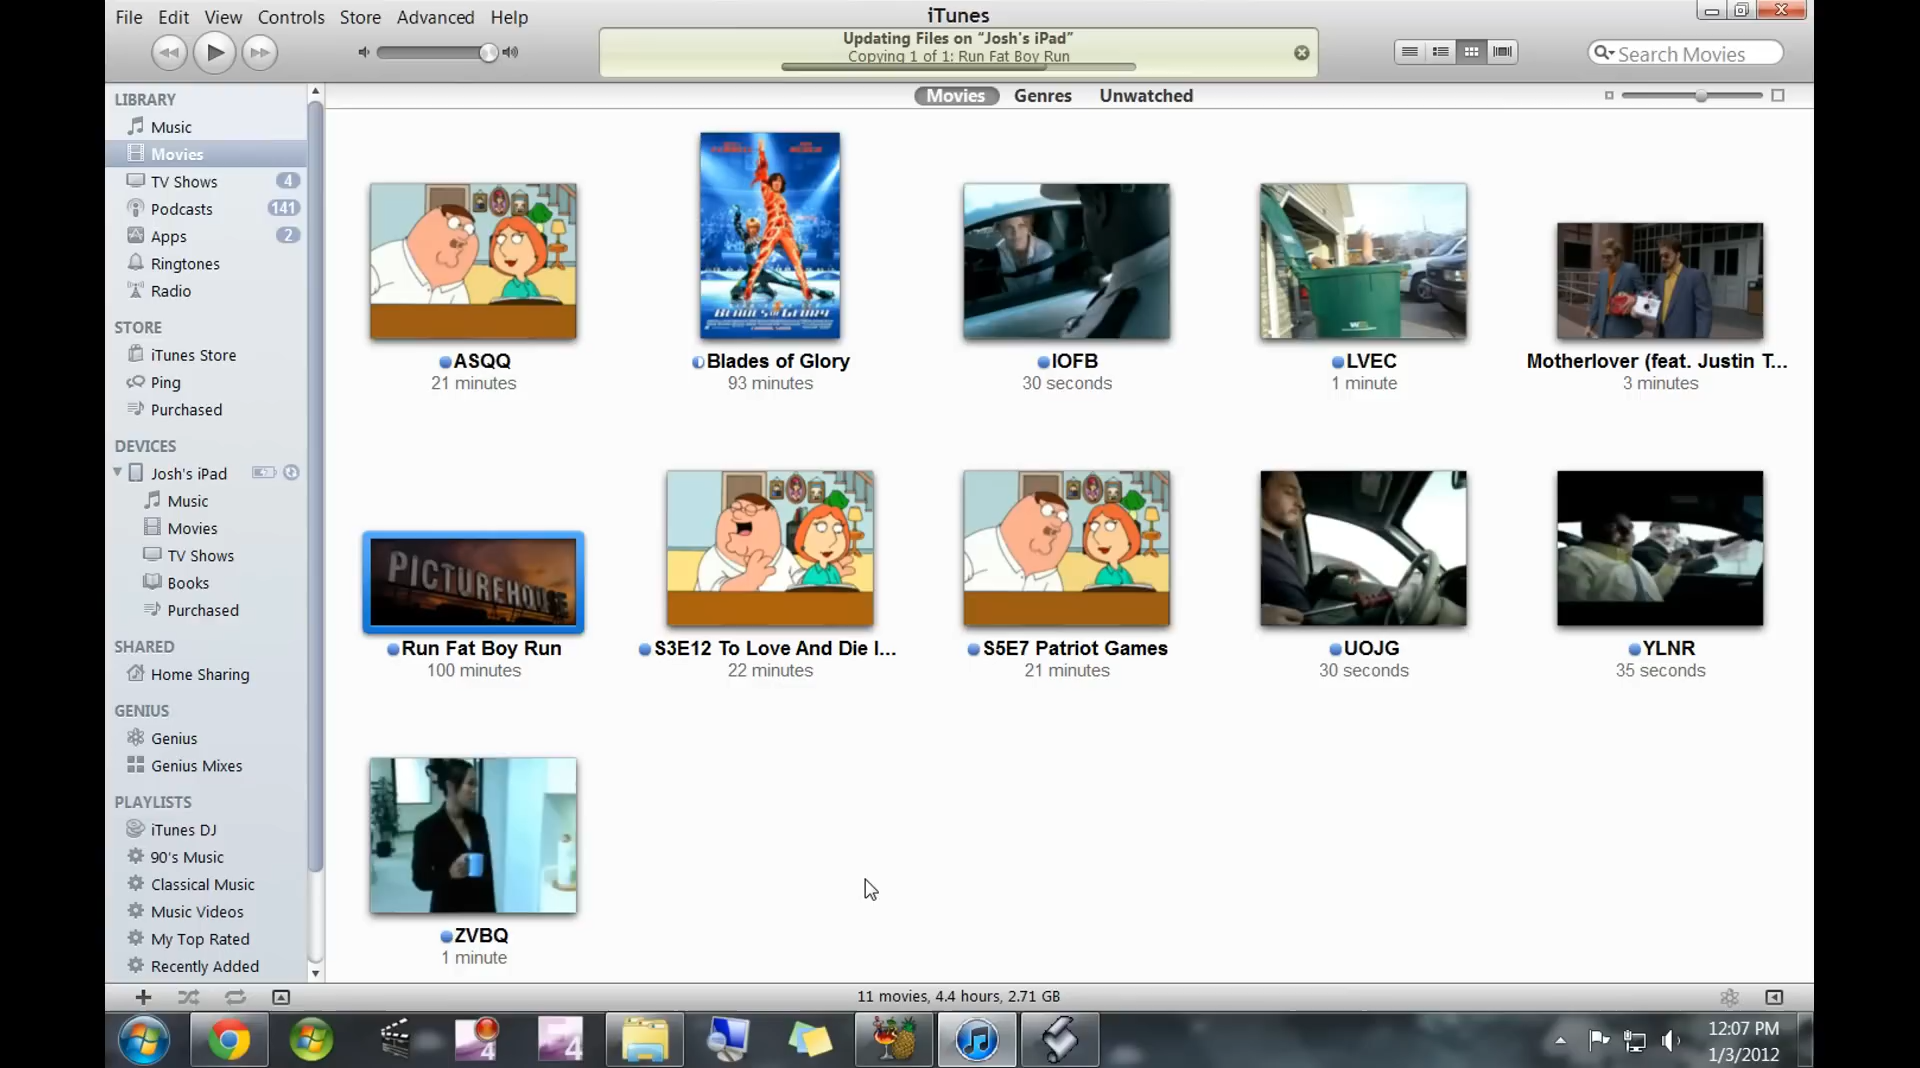 File Edit View Controls Store Advanced Help
iTunes
Updating Files on "Josh's iPad"
Copying 1 of 1: Run Fat Boy Run
Search Movies
Movies Genres Unwatched
LIBRARY
Music
Movies
TV Shows 4
Podcasts 141
Apps 2
Ringtones
Radio
STORE
iTunes Store
Ping
Purchased
DEVICES
Josh's iPad
Music
Movies
TV Shows
Books
Purchased
SHARED
Home Sharing
GENIUS
Genius
Genius Mixes
PLAYLISTS
iTunes DJ
90's Music
Classical Music
Music Videos
My Top Rated
Recently Added
BLADES OF GLORY
ASQQ
21 minutes
Blades of Glory
93 minutes
IOFB
30 seconds
LVEC
1 minute
Motherlover (feat. Justin T...
3 minutes
PICTUREHOUSE
Run Fat Boy Run
100 minutes
S3E12 To Love And Die I...
22 minutes
S5E7 Patriot Games
21 minutes
UOJG
30 seconds
YLNR
35 seconds
ZVBQ
1 minute
11 movies, 4.4 hours, 2.71 GB
4
4
12:07 PM
1/3/2012